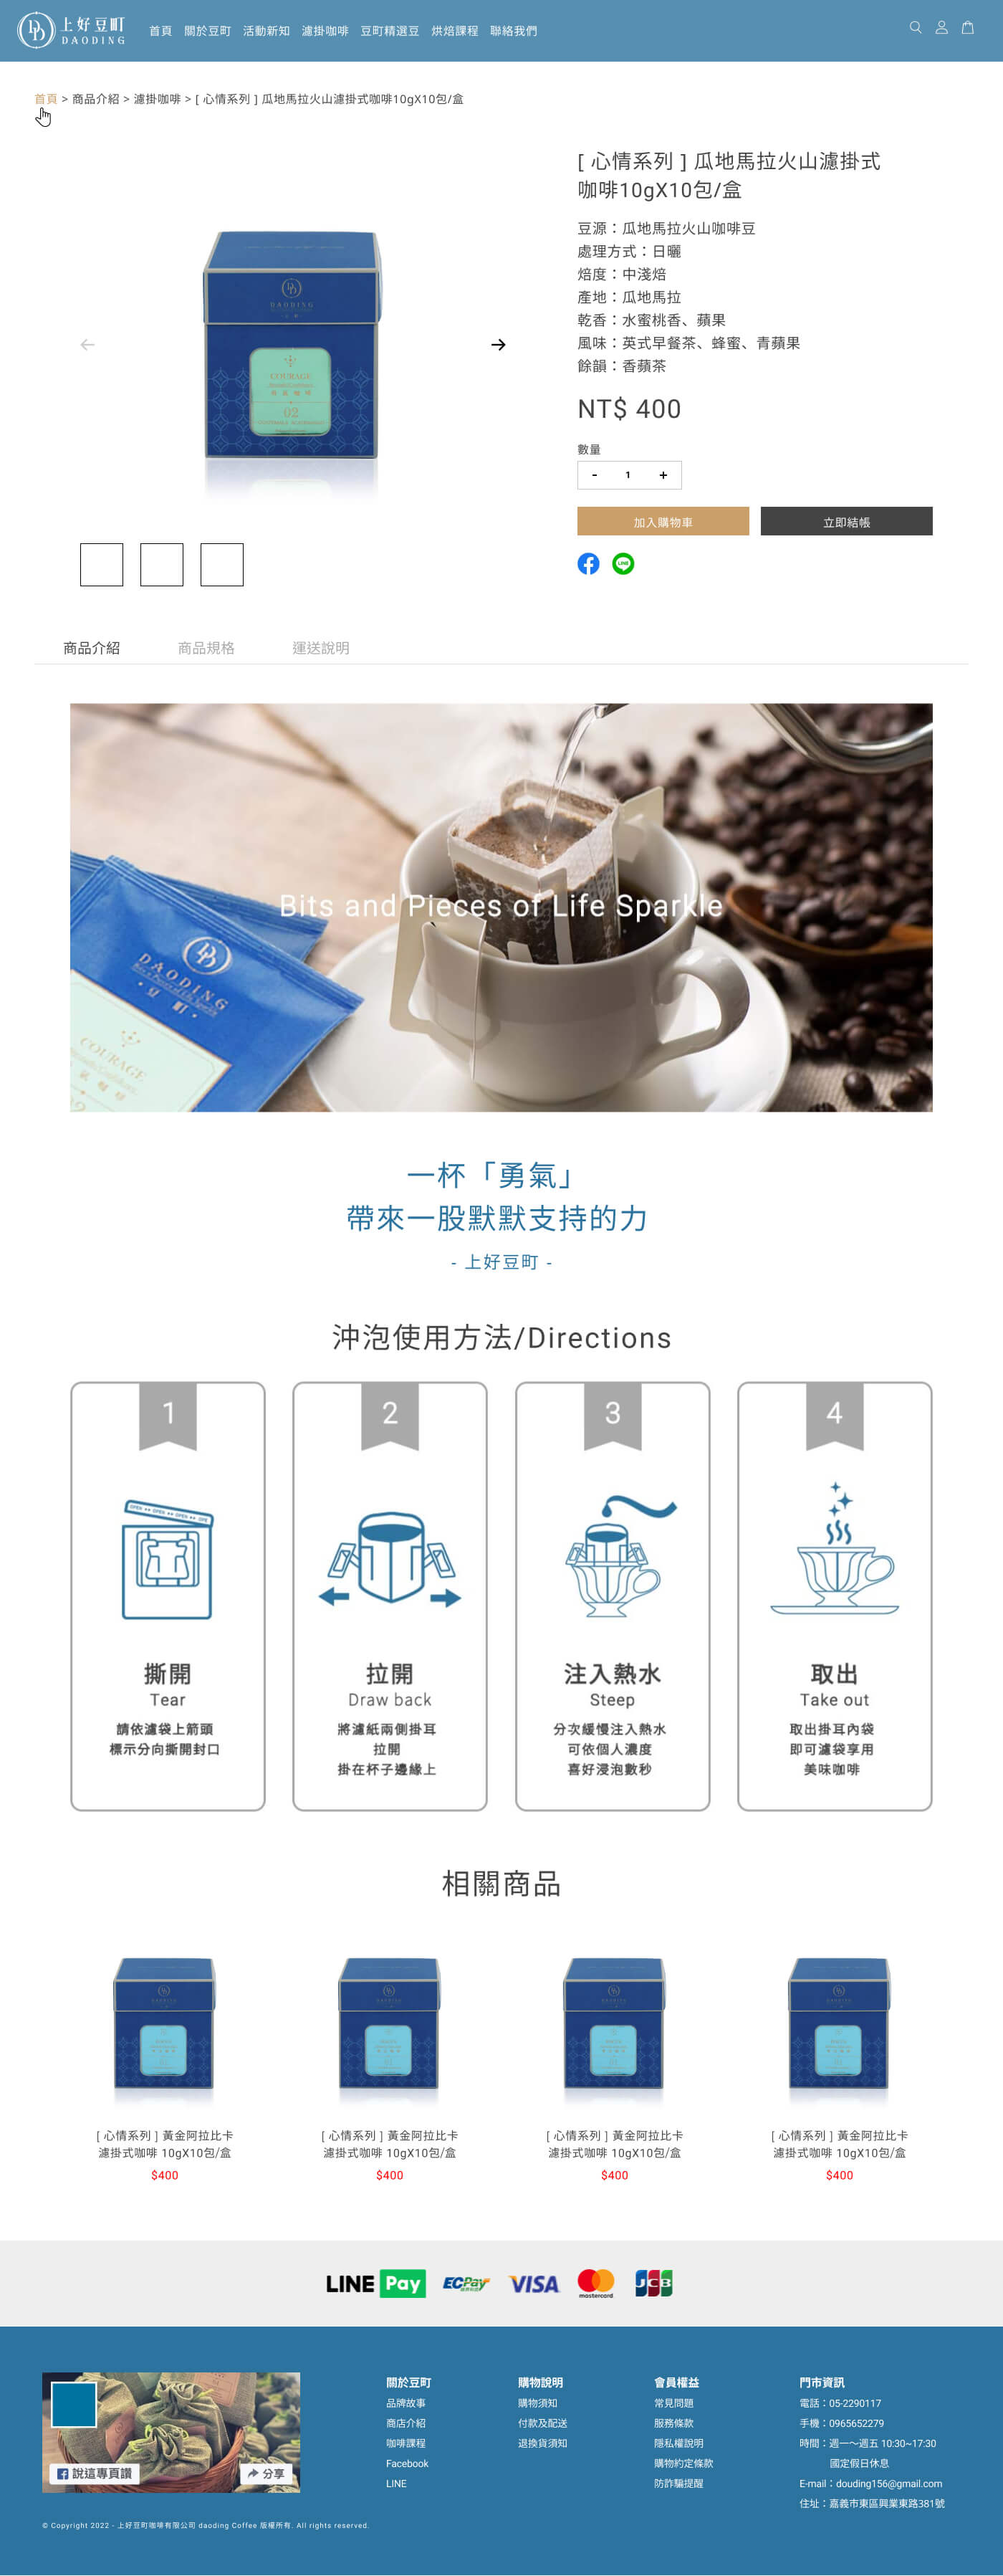 上好豆町
DAODING
首頁 關於豆町 活動新知 濾掛咖啡 豆町精選豆 烘焙課程 聯絡我們
首頁 > 商品介紹 > 濾掛咖啡 > [ 心情系列 ] 瓜地馬拉火山濾掛式咖啡10gX10包/盒
[ 心情系列 ] 瓜地馬拉火山濾掛式
咖啡10gX10包/盒
豆源：瓜地馬拉火山咖啡豆
處理方式：日曬
焙度：中淺焙
產地：瓜地馬拉
乾香：水蜜桃香、蘋果
風味：英式早餐茶、蜂蜜、青蘋果
餘韻：香蘋茶
NT$ 400
數量
- 1 +
加入購物車 立即結帳
DAODING
COURAGE
02
LINE
商品介紹 商品規格 運送說明
Bits and Pieces of Life Sparkle
DAODING
·豆町·
COURAGE
一杯「勇氣」
帶來一股默默支持的力
- 上好豆町 -
沖泡使用方法/Directions
1
OPEN OPEN OPEN OPE
撕開
Tear
請依濾袋上箭頭
標示分向撕開封口
2
拉開
Draw back
將濾紙兩側掛耳
拉開
掛在杯子邊緣上
3
注入熱水
Steep
分次緩慢注入熱水
可依個人濃度
喜好浸泡數秒
4
取出
Take out
取出掛耳內袋
即可濾袋享用
美味咖啡
相關商品
[ 心情系列 ] 黃金阿拉比卡
濾掛式咖啡 10gX10包/盒
$400
[ 心情系列 ] 黃金阿拉比卡
濾掛式咖啡 10gX10包/盒
$400
[ 心情系列 ] 黃金阿拉比卡
濾掛式咖啡 10gX10包/盒
$400
[ 心情系列 ] 黃金阿拉比卡
濾掛式咖啡 10gX10包/盒
$400
LINE Pay ECPay VISA mastercard JCB
說這專頁讚 分享
關於豆町
品牌故事
商店介紹
咖啡課程
Facebook
LINE
購物說明
購物須知
付款及配送
退換貨須知
會員權益
常見問題
服務條款
隱私權說明
購物約定條款
防詐騙提醒
門市資訊
電話：05-2290117
手機：0965652279
時間：週一～週五 10:30~17:30
國定假日休息
E-mail：douding156@gmail.com
住址：嘉義市東區興業東路381號
© Copyright 2022 - 上好豆町咖啡有限公司 daoding Coffee 版權所有. All rights reserved.